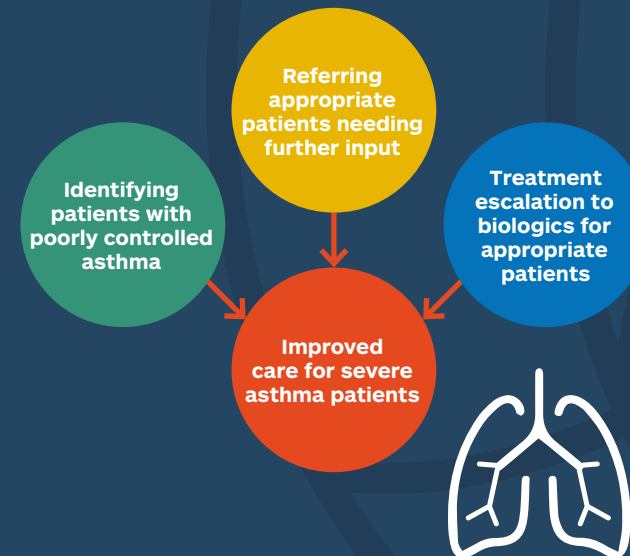 Referring
appropriate
patients needing
further input
Identifying
patients with
poorly controlled
asthma
Treatment
escalation to
biologics for
appropriate
patients
Improved
care for severe
asthma patients